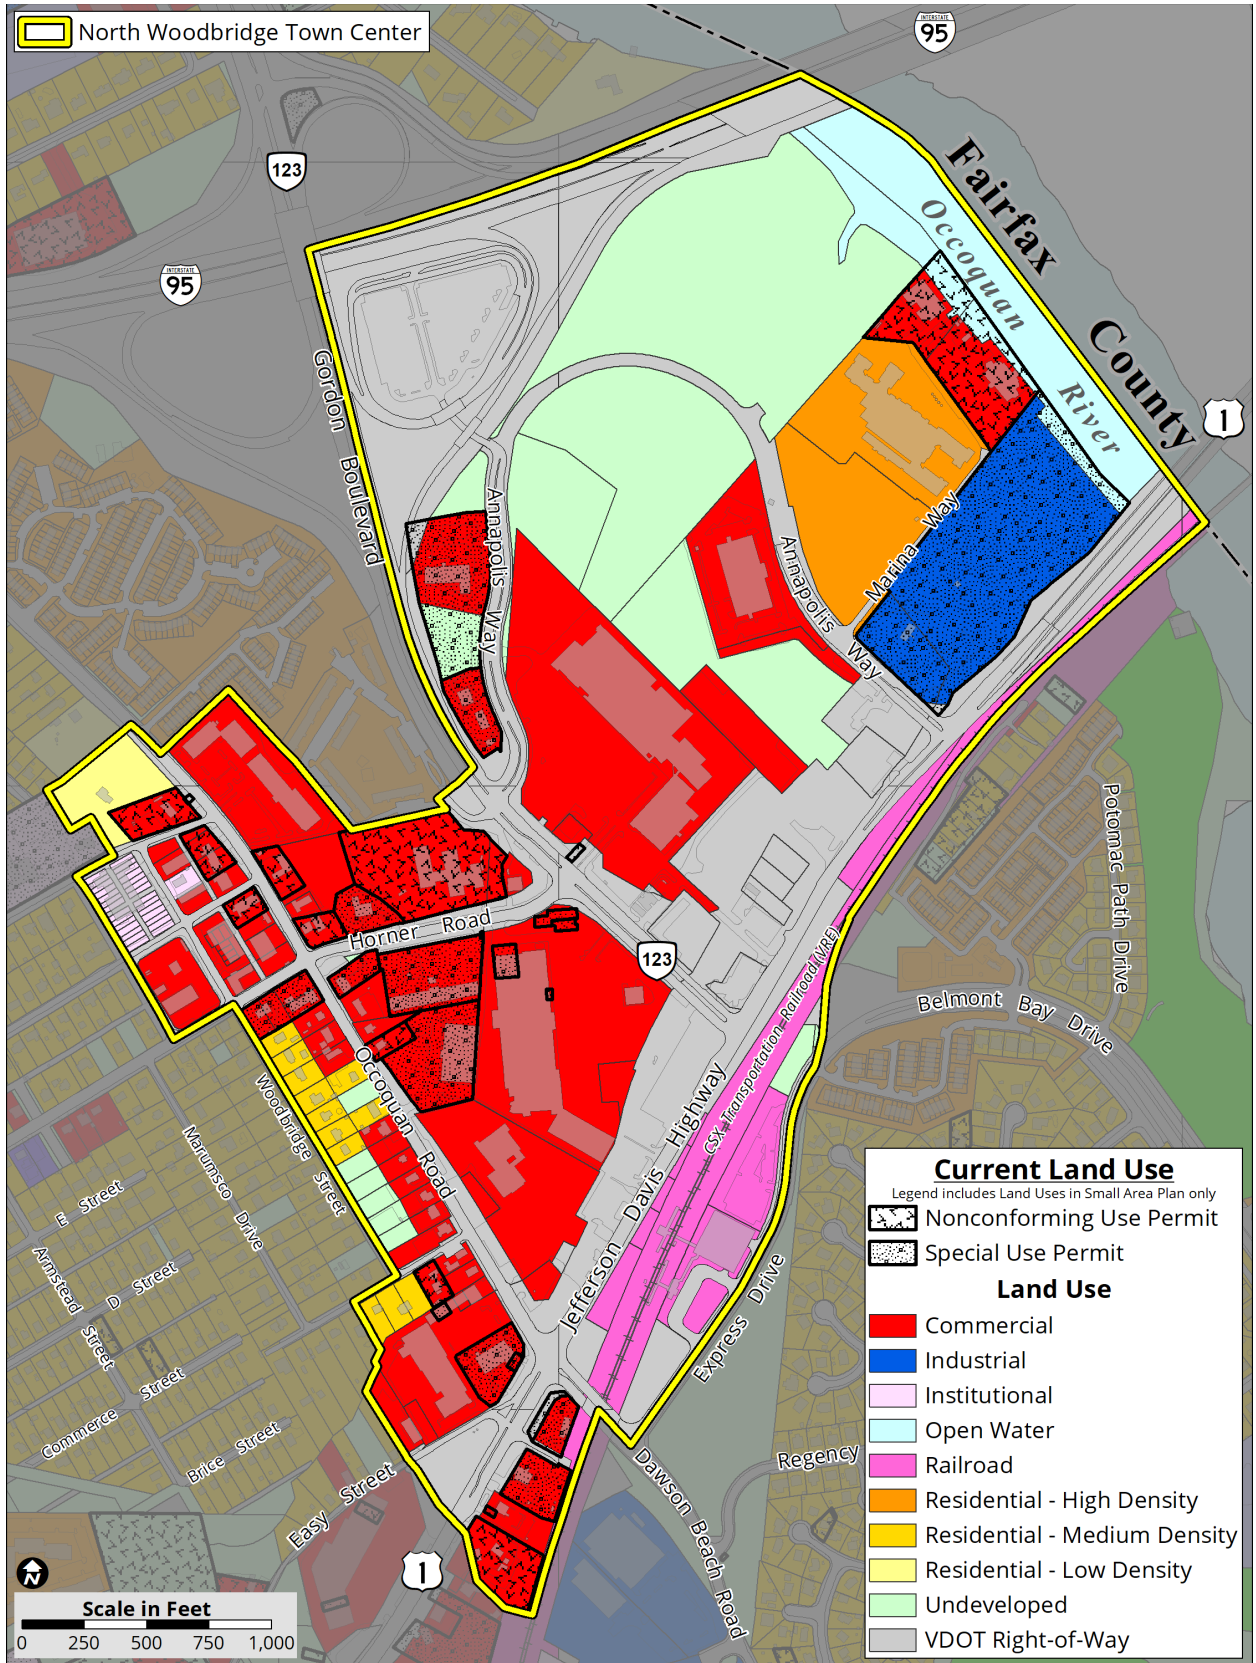 North Woodbridge Town Center
INTERSTATE
95
123
INTERSTATE
95
Fairfax
County
Occoquan
River
1
Gordon Boulevard
Annapolis Way
Annapolis
Way
Marina Way
Horner Road
123
Potomac Path Drive
Belmont Bay Drive
CSX Transportation Railroad (VRE)
Occoquan Road
Woodbridge Street
Marumsco Drive
E Street
D Street
Armstead Street
Commerce Street
Brice Street
Easy Street
Jefferson Davis Highway
Express Drive
Dawson Beach Road
Regency
1
N
Scale in Feet
0 250 500 750 1,000
Current Land Use
Legend includes Land Uses in Small Area Plan only
Nonconforming Use Permit
Special Use Permit
Land Use
Commercial
Industrial
Institutional
Open Water
Railroad
Residential - High Density
Residential - Medium Density
Residential - Low Density
Undeveloped
VDOT Right-of-Way